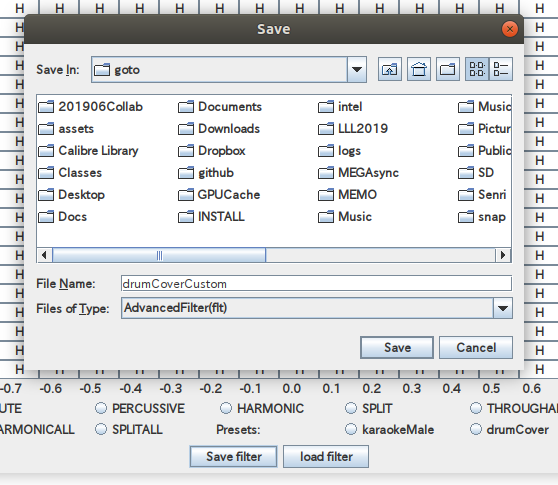 Save
Save In: goto
201906Collab Documents intel Music
assets Downloads LLL2019 Pictur
Calibre Library Dropbox logs Public
Classes github MEGAsync SD
Desktop GPUCache MEMO Senri
Docs INSTALL Music snap
File Name: drumCoverCustom
Files of Type: AdvancedFilter(flt)
Save Cancel
H H H H H H H H H H H H H H
-0.7 -0.6 -0.5 -0.4 -0.3 -0.2 -0.1 0.0 0.1 0.2 0.3 0.4 0.5 0.6
UTE PERCUSSIVE HARMONIC SPLIT THROUGHA
ARMONICALL SPLITALL Presets: karaokeMale drumCover
Save filter load filter